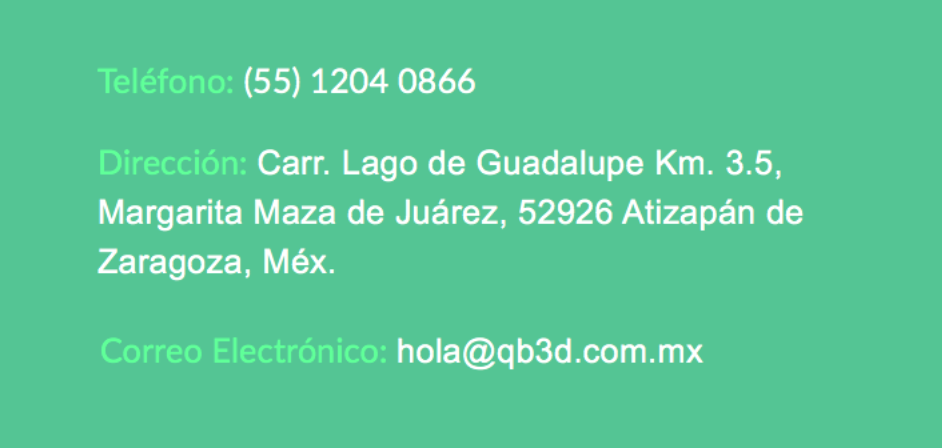 Teléfono: (55) 1204 0866
Dirección: Carr. Lago de Guadalupe Km. 3.5,
Margarita Maza de Juárez, 52926 Atizapán de
Zaragoza, Méx.
Correo Electrónico: hola@qb3d.com.mx